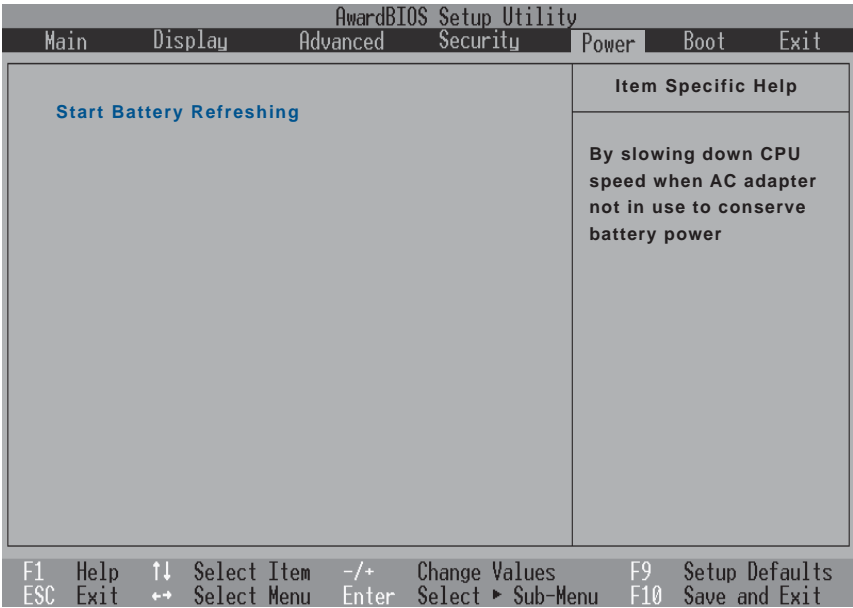 AwardBIOS Setup Utility
Main Display Advanced Security Power Boot Exit
Start Battery Refreshing
Item Specific Help
By slowing down CPU
speed when AC adapter
not in use to conserve
battery power
F1 Help ↑↓ Select Item -/+ Change Values F9 Setup Defaults
ESC Exit ←→ Select Menu Enter Select ▶ Sub-Menu F10 Save and Exit